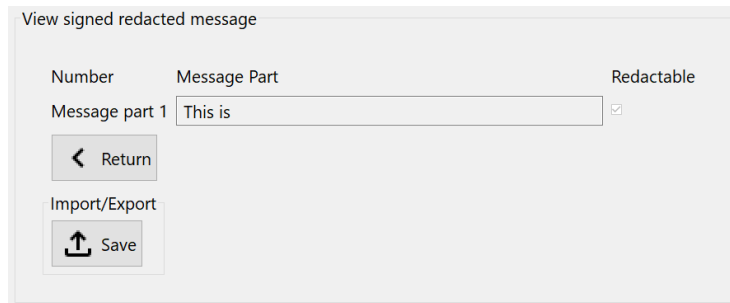 View signed redacted message
Number Message Part Redactable
Message part 1 This is
Return
Import/Export
Save